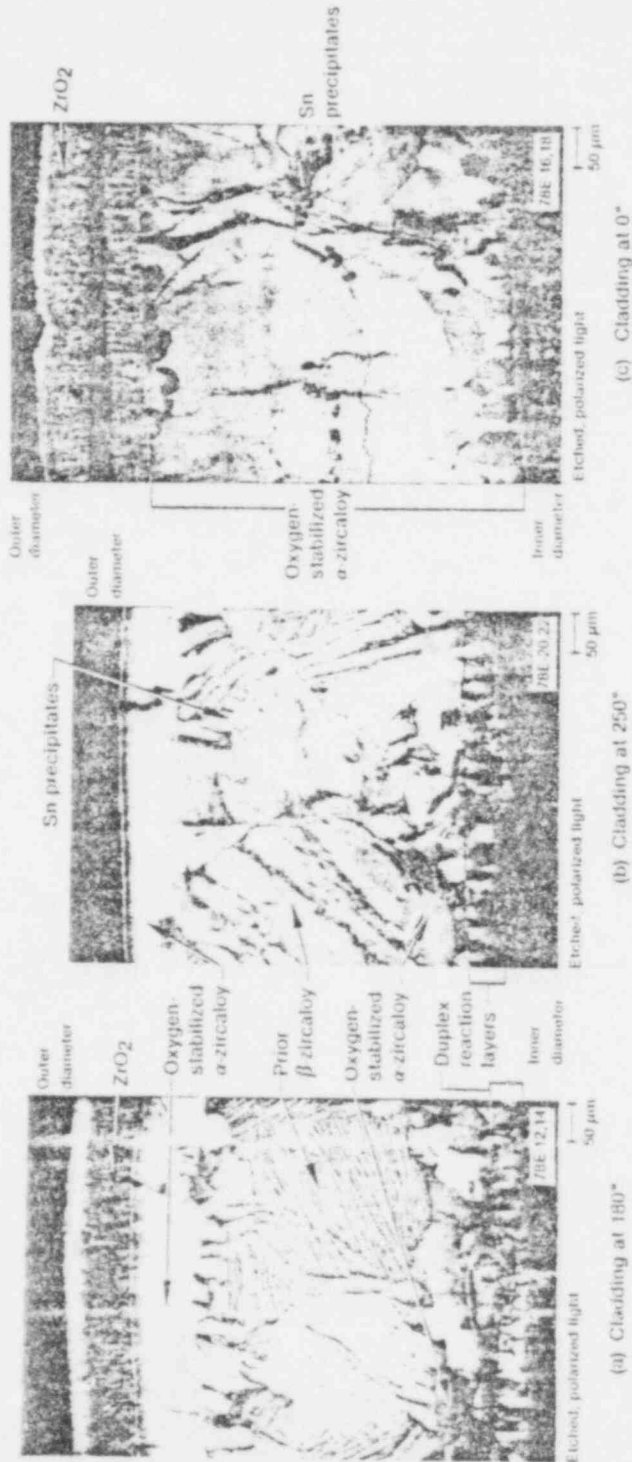 Outer
diameter
ZrO2
Oxygen-
stabilized
α-zircaloy
Prior
β-zircaloy
Oxygen-
stabilized
α-zircaloy
Duplex
reaction
layers
Inner
diameter
78E 12,14
Etched, polarized light
50 μm
(a) Cladding at 180°
Sn precipitates
Outer
diameter
78E 20,2
Etched, polarized light
50 μm
(b) Cladding at 250°
Outer
diameter
ZrO2
Sn
precipitates
Oxygen-
stabilized
α-zircaloy
Inner
diameter
78E 16,18
Etched, polarized light
50 μm
(c) Cladding at 0°